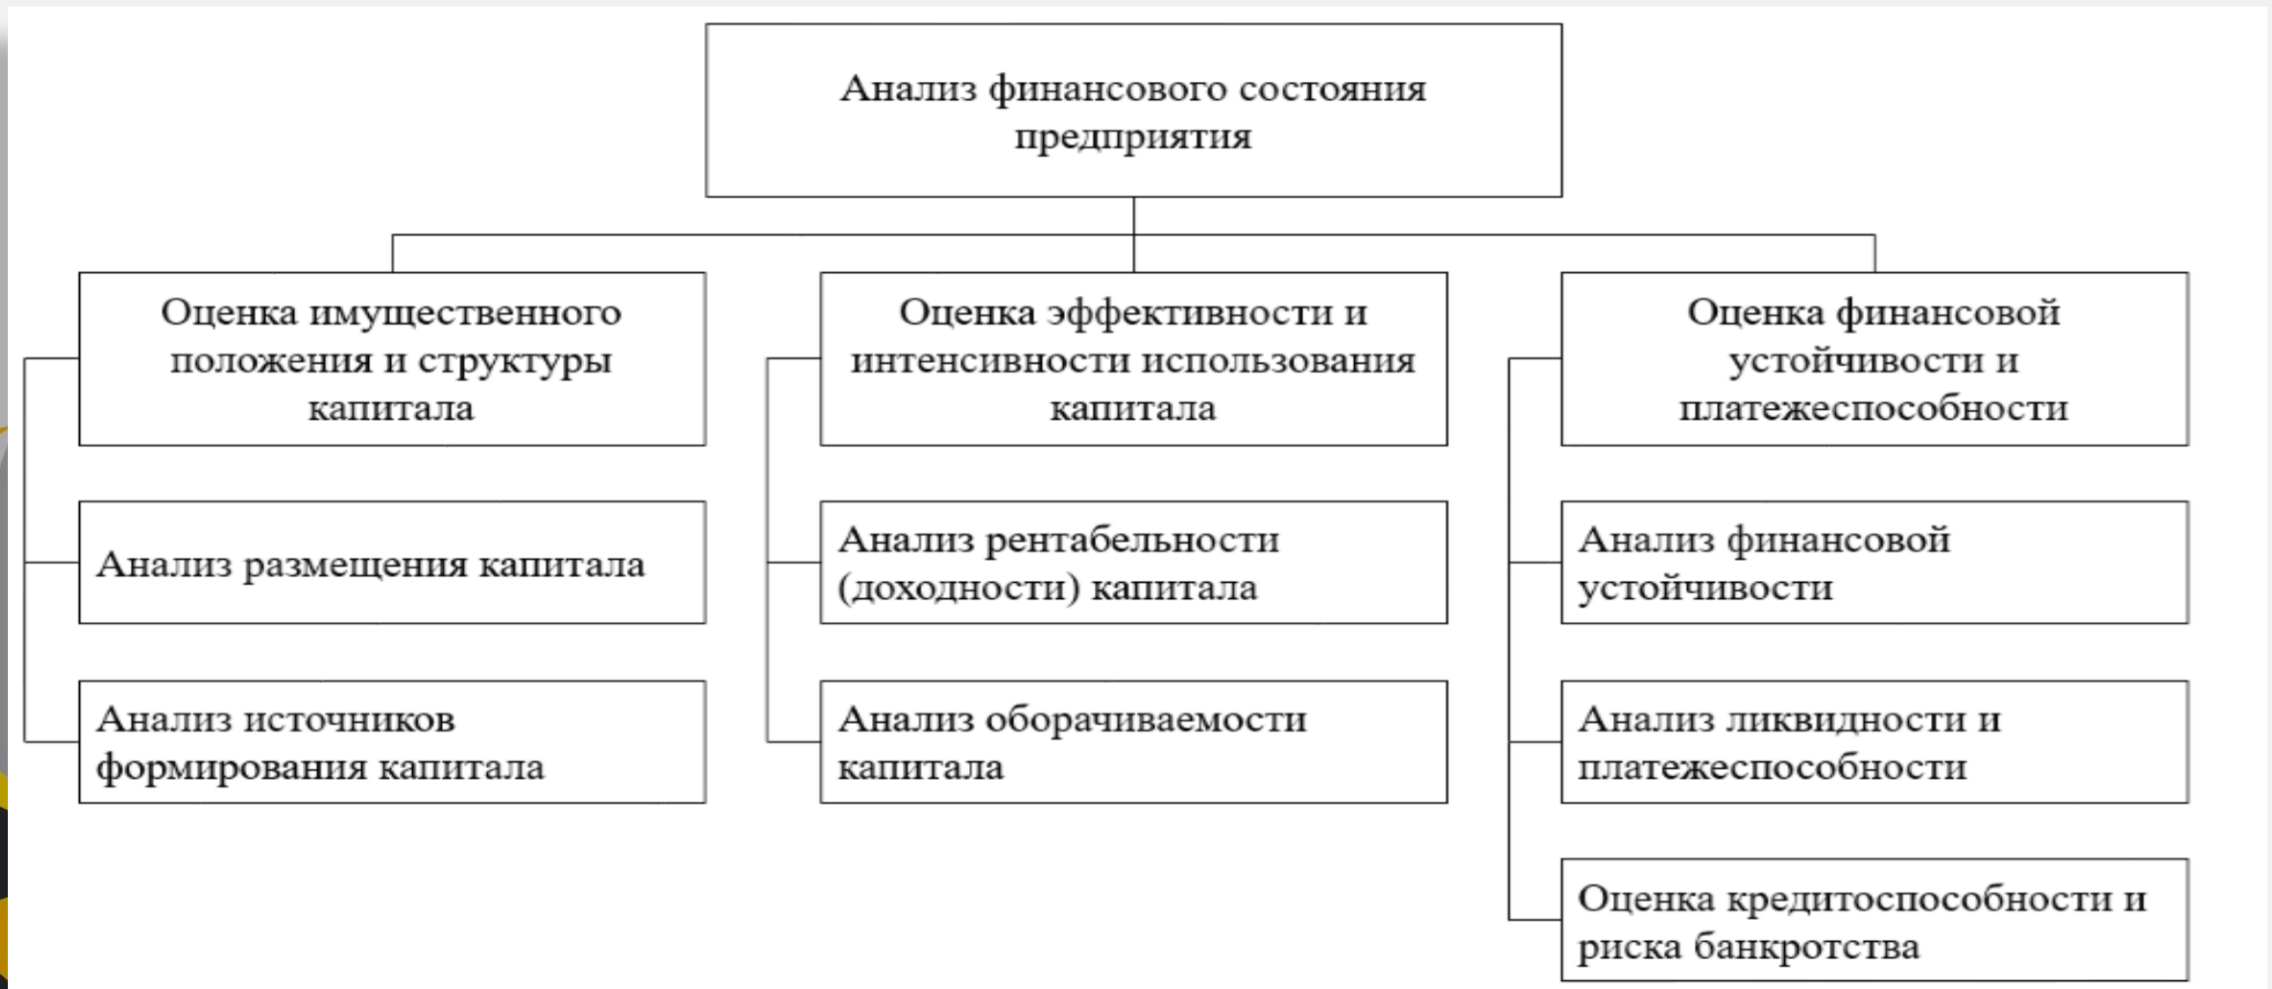 Анализ финансового состояния
предприятия
Оценка имущественного
положения и структуры
капитала
Анализ размещения капитала
Анализ источников
формирования капитала
Оценка эффективности и
интенсивности использования
капитала
Анализ рентабельности
(доходности) капитала
Анализ оборачиваемости
капитала
Оценка финансовой
устойчивости и
платежеспособности
Анализ финансовой
устойчивости
Анализ ликвидности и
платежеспособности
Оценка кредитоспособности и
риска банкротства